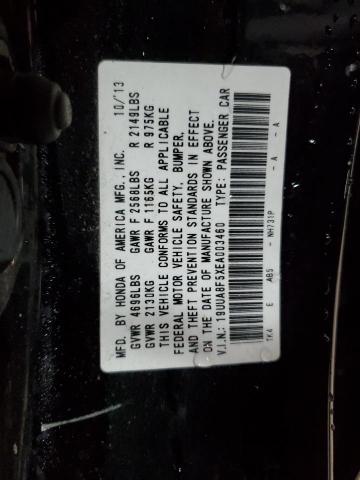 MFD. BY HONDA OF AMERICA MFG., INC. 10/'13
GVWR 4696LBS GAWR F 2568LBS R 2149LBS
GVWR 2130KG GAWR F 1165KG R 975KG
THIS VEHICLE CONFORMS TO ALL APPLICABLE
FEDERAL MOTOR VEHICLE SAFETY, BUMPER,
AND THEFT PREVENTION STANDARDS IN EFFECT
ON THE DATE OF MANUFACTURE SHOWN ABOVE.
V.I.N.: 19UUA8F5XEA003460 TYPE: PASSENGER CAR
1K4 E AB5 - NH731P - A - A